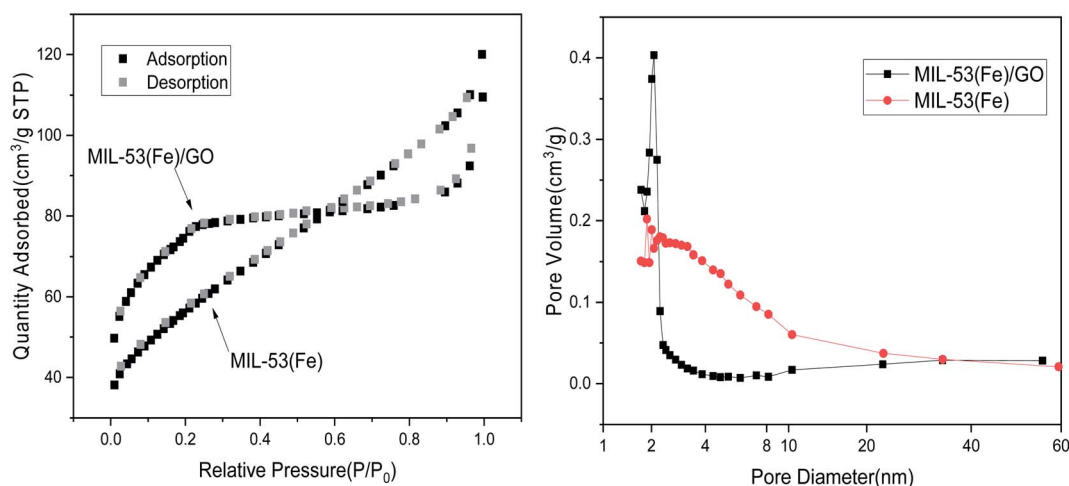 Quantity Adsorbed(cm³/g STP)
120
100
80
60
40
Adsorption
Desorption
MIL-53(Fe)/GO
MIL-53(Fe)
0.0 0.2 0.4 0.6 0.8 1.0
Relative Pressure(P/P₀)
Pore Volume(cm³/g)
0.4
0.3
0.2
0.1
0.0
MIL-53(Fe)/GO
MIL-53(Fe)
1 2 4 8 10 20 40 60
Pore Diameter(nm)